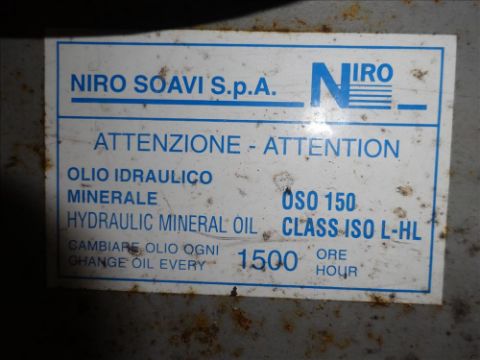 NIRO SOAVI S.p.A.
NIRO
ATTENZIONE - ATTENTION
OLIO IDRAULICO
MINERALE OSO 150
HYDRAULIC MINERAL OIL CLASS ISO L-HL
CAMBIARE OLIO OGNI 1500 ORE
CHANGE OIL EVERY HOUR